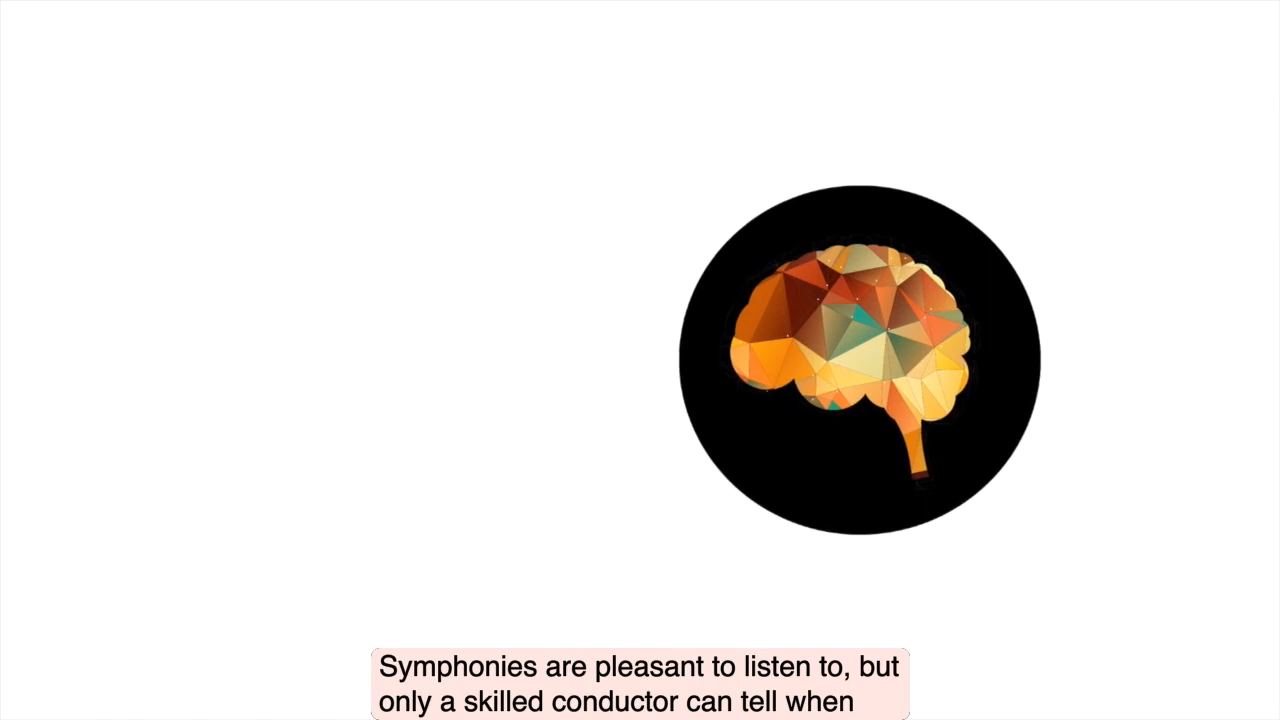 Symphonies are pleasant to listen to, but
only a skilled conductor can tell when